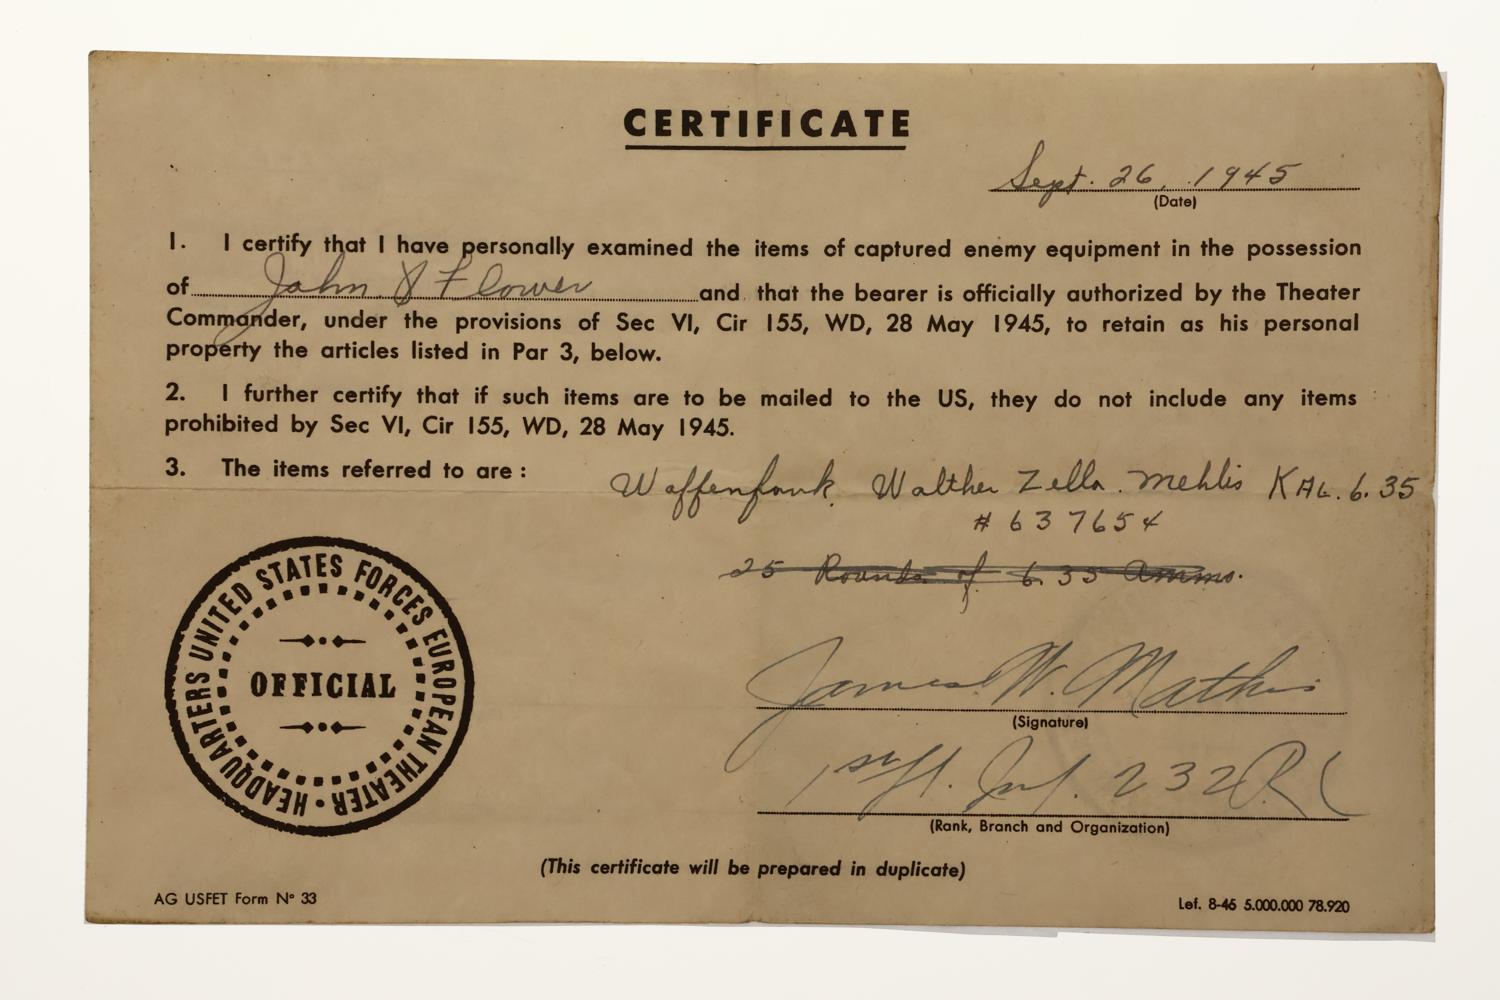 CERTIFICATE
Sept. 26, 1945
(Date)
1. I certify that I have personally examined the items of captured enemy equipment in the possession
of John Flower and that the bearer is officially authorized by the Theater
Commander, under the provisions of Sec VI, Cir 155, WD, 28 May 1945, to retain as his personal
property the articles listed in Par 3, below.
2. I further certify that if such items are to be mailed to the US, they do not include any items
prohibited by Sec VI, Cir 155, WD, 28 May 1945.
3. The items referred to are:
Walther Zella. Mehlis KAL. 6.35
# 637654
25 Rounds of 6.35 Ammo.
HEADQUARTERS UNITED STATES FORCES EUROPEAN THEATER •
OFFICIAL
James W. Mathis
(Signature)
1st Lt. Inf. 232
(Rank, Branch and Organization)
(This certificate will be prepared in duplicate)
AG USFET Form Nº 33
Lef. 8-45 5.000.000 78.920